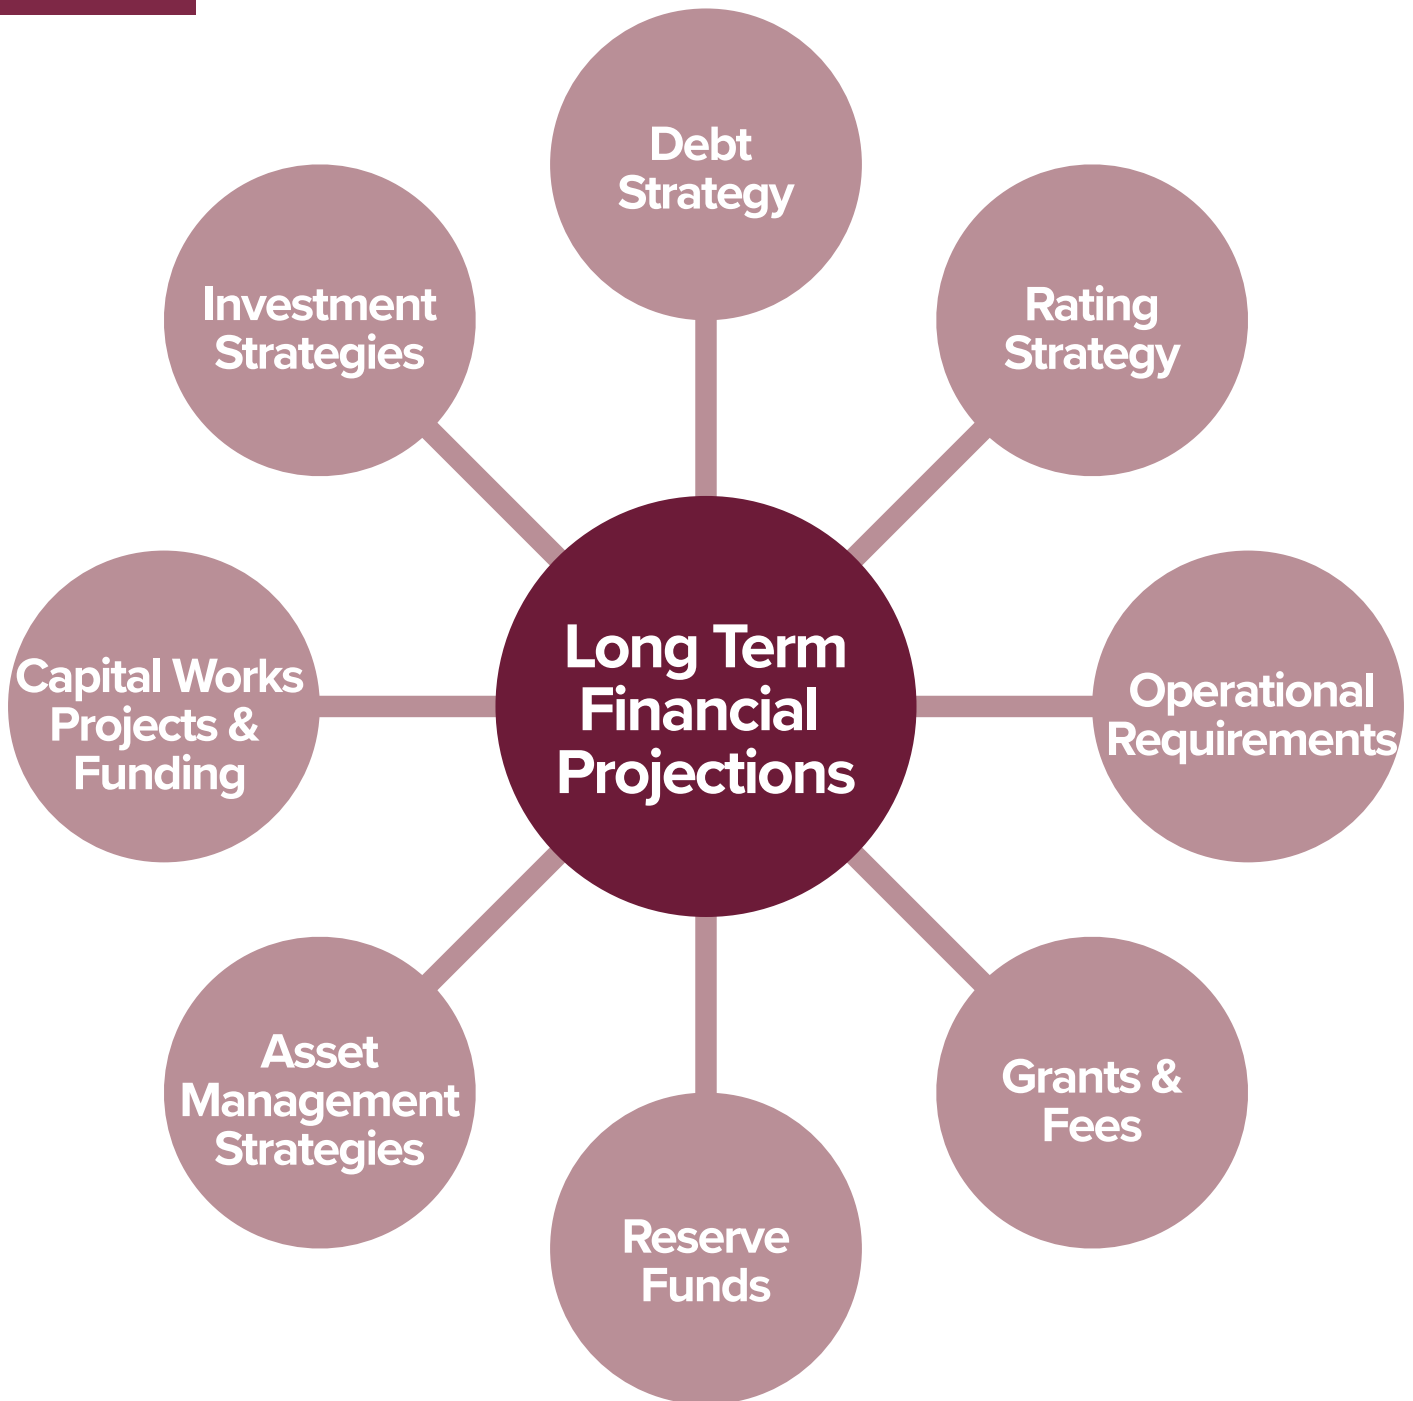 Debt
Strategy
Investment
Strategies
Rating
Strategy
Long Term
Financial
Projections
Capital Works
Projects &
Funding
Operational
Requirements
Asset
Management
Strategies
Grants &
Fees
Reserve
Funds